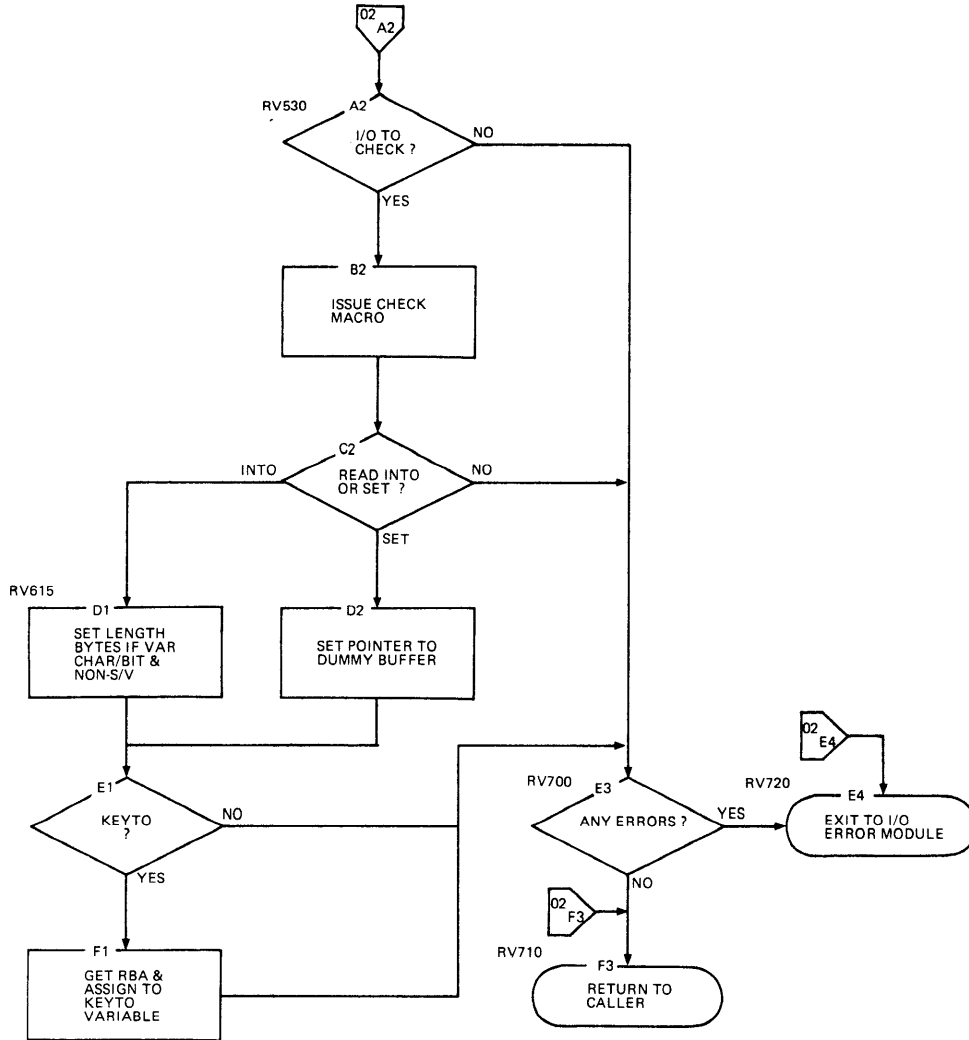 02
A2
RV530
A2
I/O TO
CHECK ?
NO
YES
B2
ISSUE CHECK
MACRO
C2
INTO
READ INTO
OR SET ?
NO
SET
RV615
D1
SET LENGTH
BYTES IF VAR
CHAR/BIT &
NON-S/V
D2
SET POINTER TO
DUMMY BUFFER
02
E4
E1
KEYTO
?
NO
YES
RV700
E3
ANY ERRORS ?
YES
NO
RV720
E4
EXIT TO I/O
ERROR MODULE
02
F3
F1
GET RBA &
ASSIGN TO
KEYTO
VARIABLE
RV710
F3
RETURN TO
CALLER